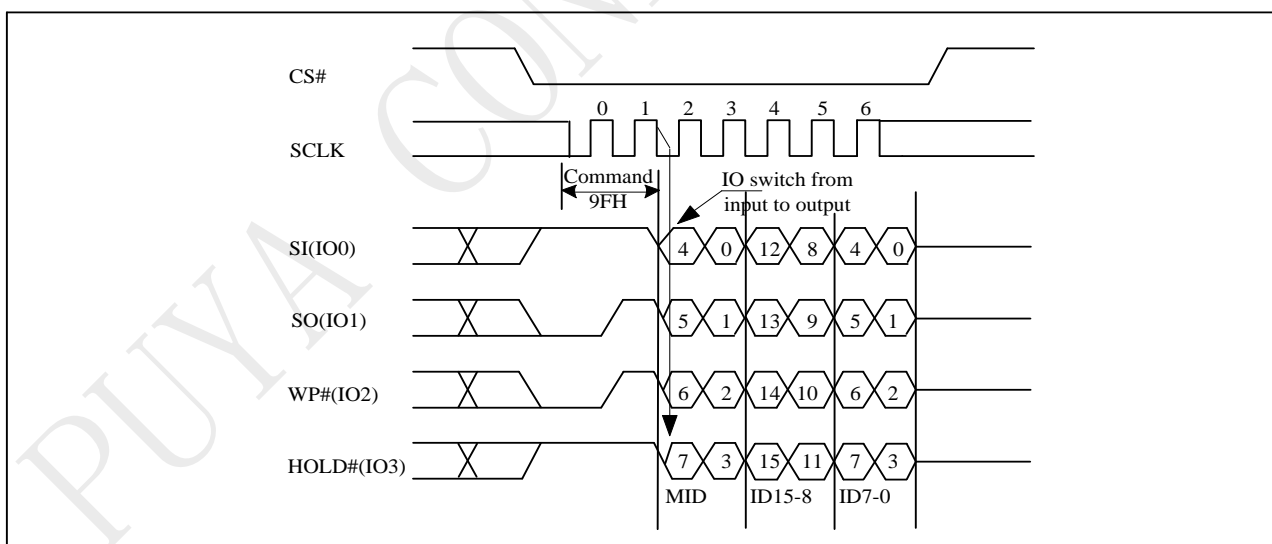 PUYA CON
CS#
0 1 2 3 4 5 6
SCLK
Command
9FH
IO switch from
input to output
SI(IO0)
4 0 12 8 4 0
SO(IO1)
5 1 13 9 5 1
WP#(IO2)
6 2 14 10 6 2
HOLD#(IO3)
7 3 15 11 7 3
MID ID15-8 ID7-0